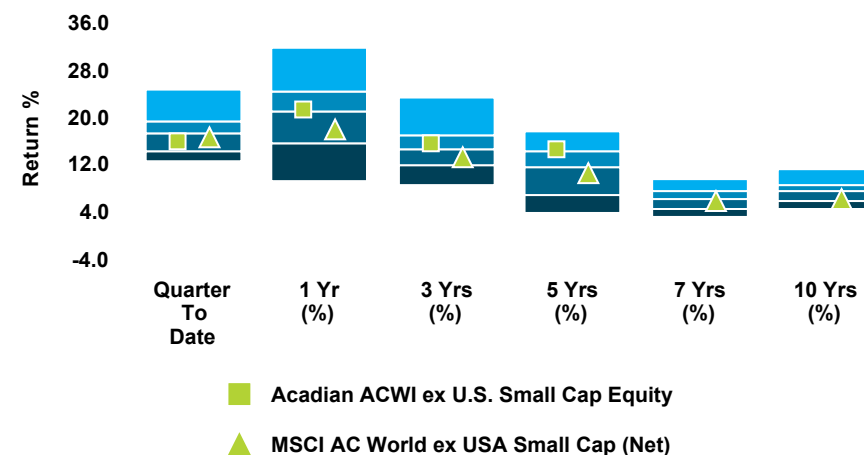 Return %
36.0
28.0
20.0
12.0
4.0
-4.0
Quarter
To
Date
1 Yr
(%)
3 Yrs
(%)
5 Yrs
(%)
7 Yrs
(%)
10 Yrs
(%)
Acadian ACWI ex U.S. Small Cap Equity
MSCI AC World ex USA Small Cap (Net)